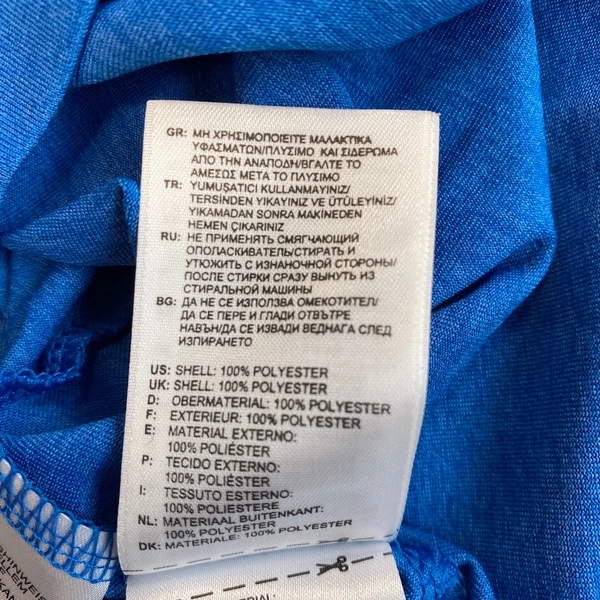 GR: ΜΗ ΧΡΗΣΙΜΟΠΟΙΕΙΤΕ ΜΑΛΑΚΤΙΚΑ
ΥΦΑΣΜΑΤΩΝ/ΠΛΥΣΙΜΟ ΚΑΙ ΣΙΔΕΡΩΜΑ
ΑΠΟ ΤΗΝ ΑΝΑΠΟΔΗ/ΒΓΑΛΤΕ ΤΟ
ΑΜΕΣΩΣ ΜΕΤΑ ΤΟ ΠΛΥΣΙΜΟ
TR: YUMUŞATICI KULLANMAYINIZ/
TERSİNDEN YIKAYINIZ VE ÜTÜLEYİNİZ/
YIKAMADAN SONRA MAKİNEDEN
HEMEN ÇIKARINIZ
RU: НЕ ПРИМЕНЯТЬ СМЯГЧАЮЩИЙ
ОПОЛАСКИВАТЕЛЬ/СТИРАТЬ И
УТЮЖИТЬ С ИЗНАНОЧНОЙ СТОРОНЫ/
ПОСЛЕ СТИРКИ СРАЗУ ВЫНУТЬ ИЗ
СТИРАЛЬНОЙ МАШИНЫ
BG: ДА НЕ СЕ ИЗПОЛЗВА ОМЕКОТИТЕЛ/
ДА СЕ ПЕРЕ И ГЛАДИ ОТВЪТРЕ
НАВЪН/ДА СЕ ИЗВАДИ ВЕДНАГА СЛЕД
ИЗПИРАНЕТО
US: SHELL: 100% POLYESTER
UK: SHELL: 100% POLYESTER
D: OBERMATERIAL: 100% POLYESTER
F: EXTERIEUR: 100% POLYESTER
E: MATERIAL EXTERNO:
100% POLIÉSTER
P: TECIDO EXTERNO:
100% POLIÉSTER
I: TESSUTO ESTERNO:
100% POLIESTERE
NL: MATERIAAL BUITENKANT:
100% POLYESTER
DK: MATERIALE: 100% POLYESTER